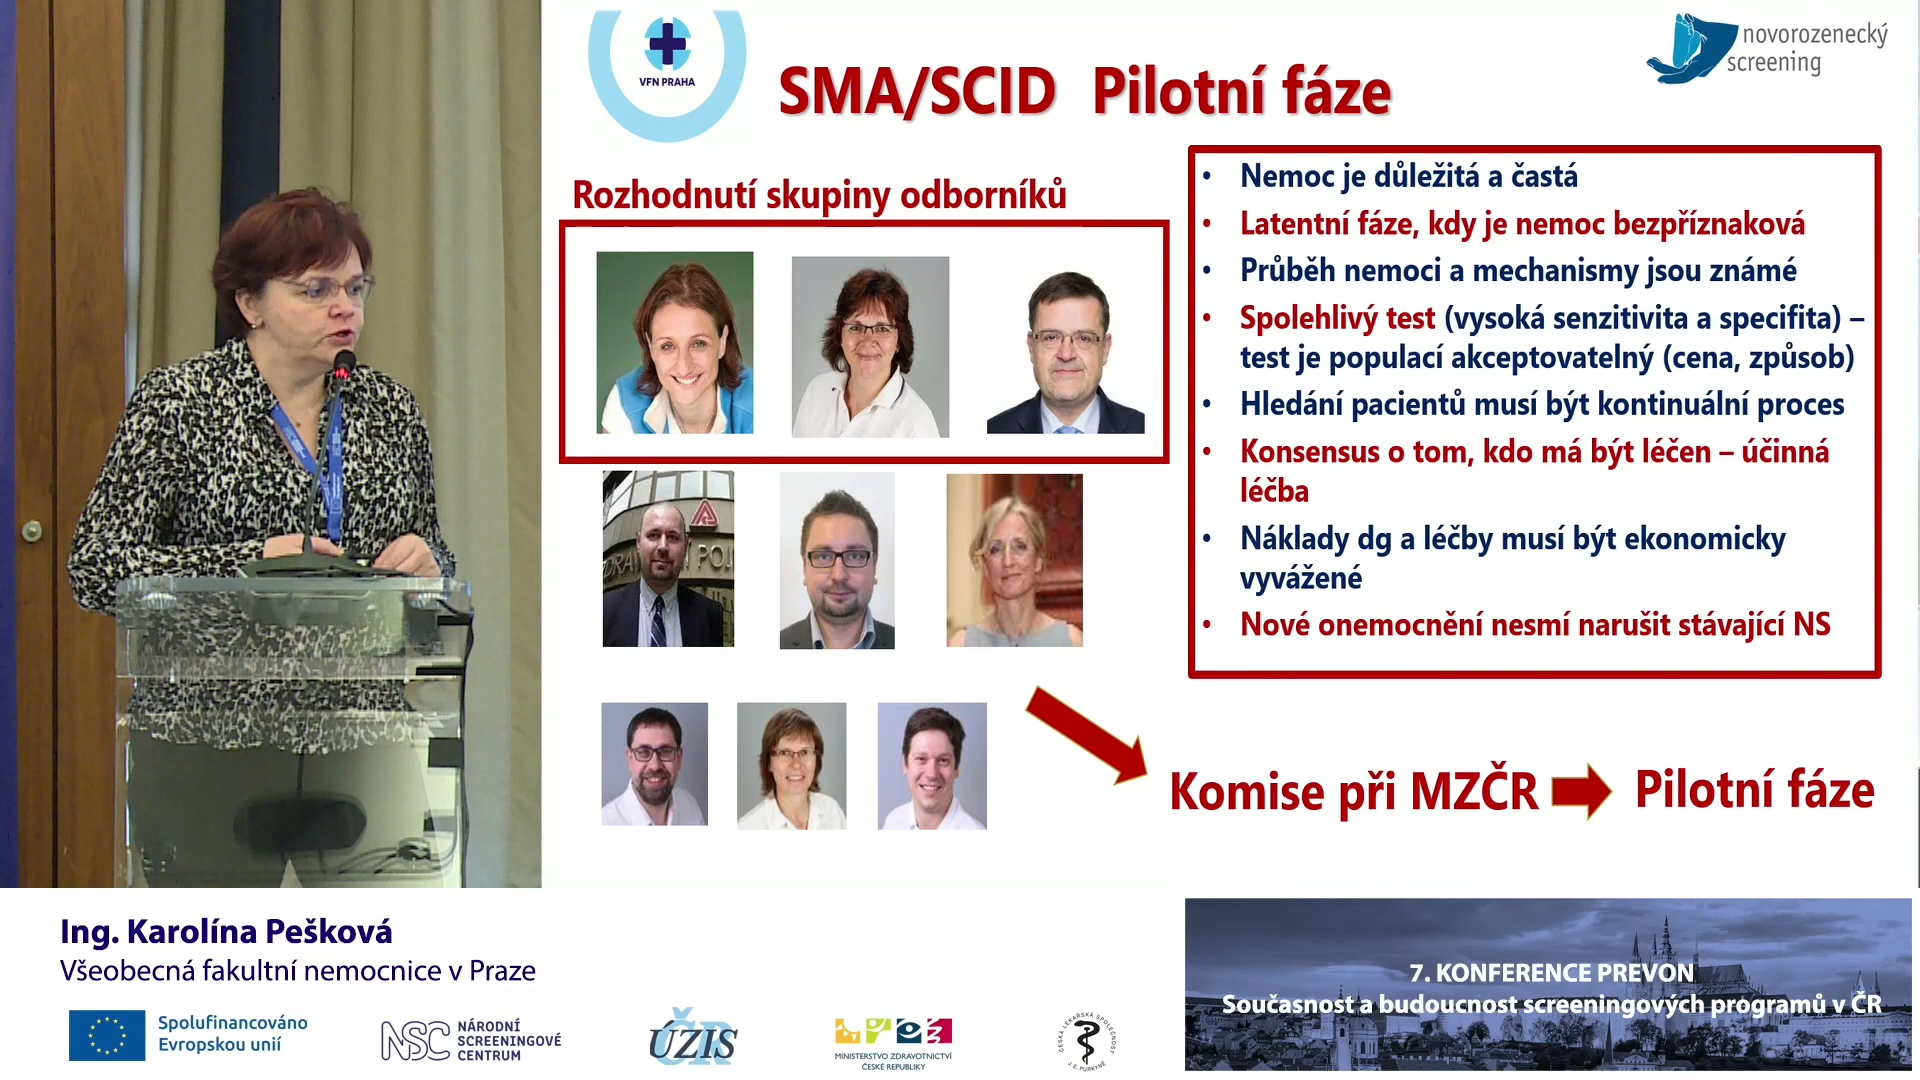 VFN PRAHA
SMA/SCID Pilotní fáze
novorozenecký
screening
Rozhodnutí skupiny odborníků
• Nemoc je důležitá a častá
• Latentní fáze, kdy je nemoc bezpříznaková
• Průběh nemoci a mechanismy jsou známé
• Spolehlivý test (vysoká senzitivita a specifita) –
test je populací akceptovatelný (cena, způsob)
• Hledání pacientů musí být kontinuální proces
• Konsensus o tom, kdo má být léčen – účinná
léčba
• Náklady dg a léčby musí být ekonomicky
vyvážené
• Nové onemocnění nesmí narušit stávající NS
Komise při MZČR
Pilotní fáze
Ing. Karolína Pešková
Všeobecná fakultní nemocnice v Praze
Spolufinancováno
Evropskou unií
NSC
NÁRODNÍ
SCREENINGOVÉ
CENTRUM
ÚZIS
ČR
MINISTERSTVO ZDRAVOTNICTVÍ
ČESKÉ REPUBLIKY
ČESKÁ LÉKAŘSKÁ SPOLEČNOST
J. E. PURKYNĚ
7. KONFERENCE PREVON
Současnost a budoucnost screeningových programů v ČR